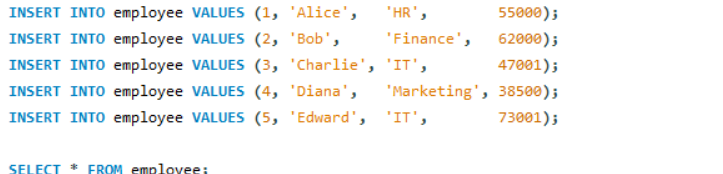 INSERT INTO employee VALUES (1, 'Alice',   'HR',        55000);
INSERT INTO employee VALUES (2, 'Bob',     'Finance',   62000);
INSERT INTO employee VALUES (3, 'Charlie', 'IT',        47001);
INSERT INTO employee VALUES (4, 'Diana',   'Marketing', 38500);
INSERT INTO employee VALUES (5, 'Edward',  'IT',        73001);

SELECT * FROM employee;